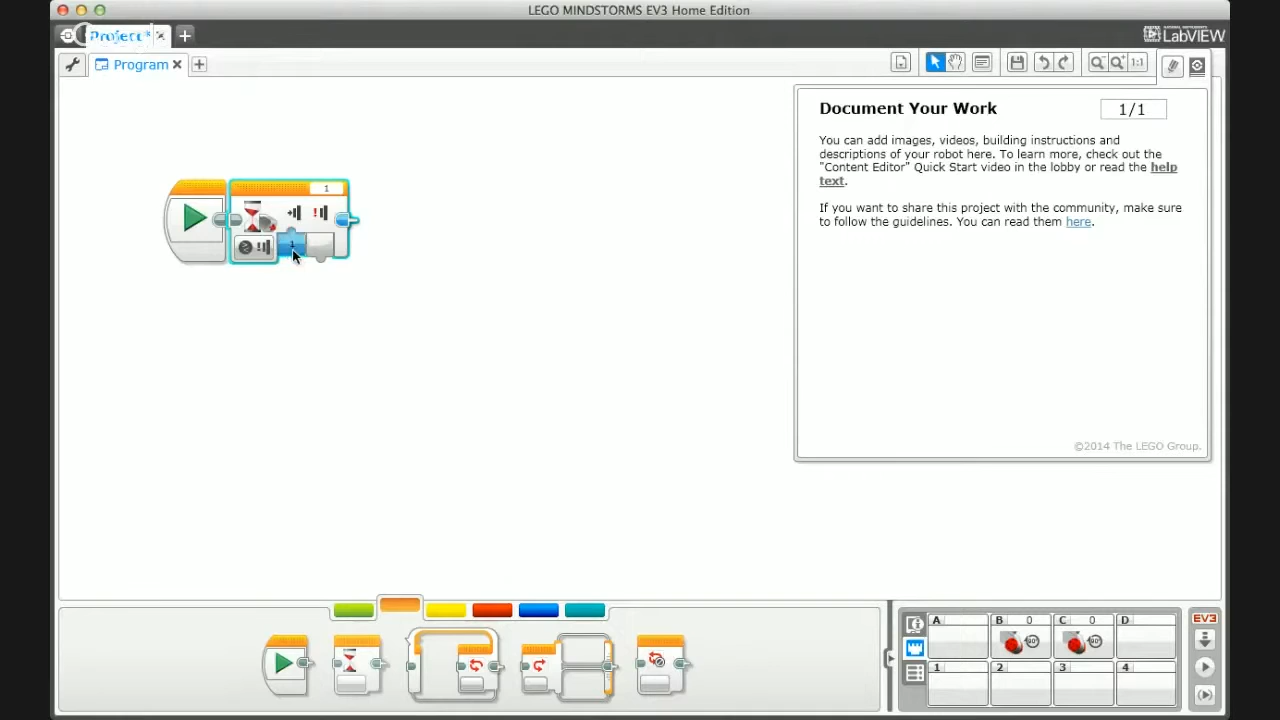 LEGO MINDSTORMS EV3 Home Edition
Project*
LabVIEW
Program
1:1
Document Your Work
1/1
You can add images, videos, building instructions and
descriptions of your robot here. To learn more, check out the
"Content Editor" Quick Start video in the lobby or read the help
text.
If you want to share this project with the community, make sure
to follow the guidelines. You can read them here.
©2014 The LEGO Group.
1
1
A
B 0
C 0
D
EV3
1
2
3
4